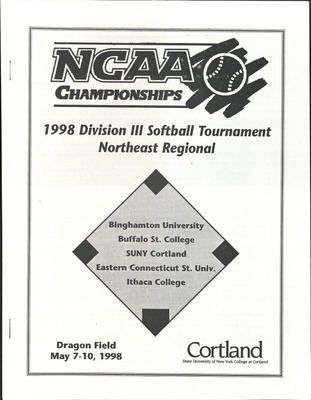 NCAA
CHAMPIONSHIPS
1998 Division III Softball Tournament
Northeast Regional
Binghamton University
Buffalo St. College
SUNY Cortland
Eastern Connecticut St. Univ.
Ithaca College
Dragon Field
May 7-10, 1998
Cortland
State University of New York College at Cortland